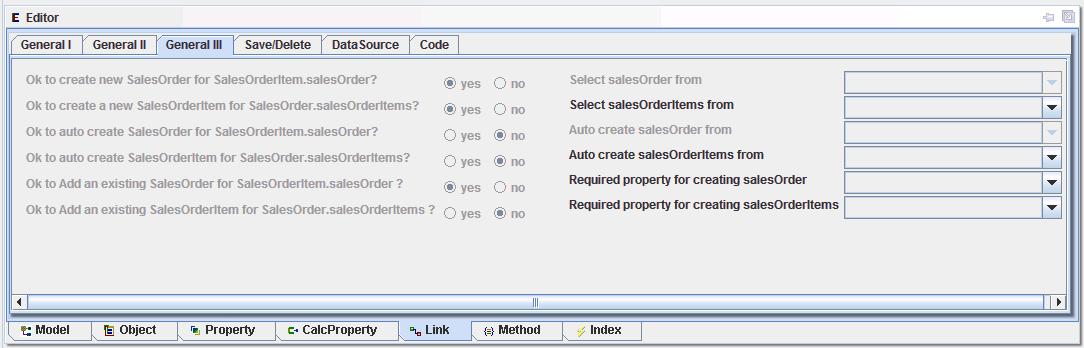 E Editor
General I General II General III Save/Delete DataSource Code
Ok to create new SalesOrder for SalesOrderItem.salesOrder? yes no Select salesOrder from
Ok to create a new SalesOrderItem for SalesOrder.salesOrderItems? yes no Select salesOrderItems from
Ok to auto create SalesOrder for SalesOrderItem.salesOrder? yes no Auto create salesOrder from
Ok to auto create SalesOrderItem for SalesOrder.salesOrderItems? yes no Auto create salesOrderItems from
Ok to Add an existing SalesOrder for SalesOrderItem.salesOrder ? yes no Required property for creating salesOrder
Ok to Add an existing SalesOrderItem for SalesOrder.salesOrderItems ? yes no Required property for creating salesOrderItems
Model Object Property CalcProperty Link Method Index